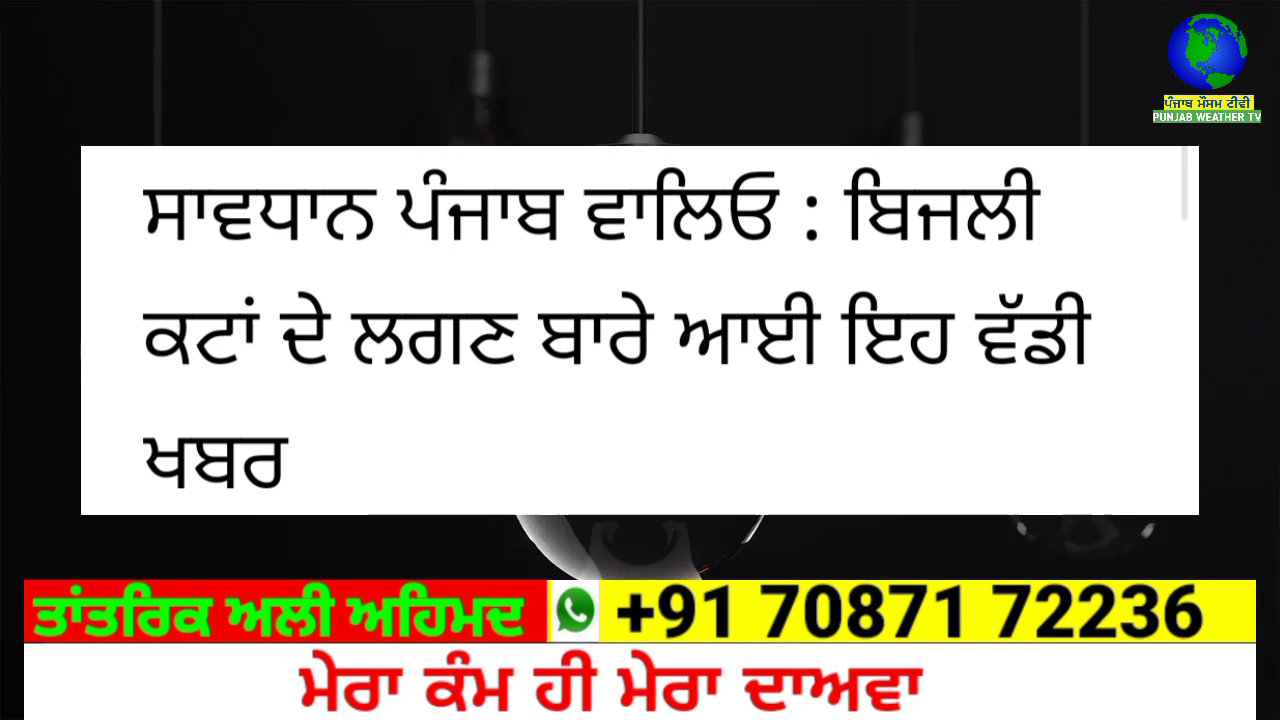 ਪੰਜਾਬ ਮੌਸਮ ਟੀਵੀ
PUNJAB WEATHER TV
ਸਾਵਧਾਨ ਪੰਜਾਬ ਵਾਲਿਓ : ਬਿਜਲੀ
ਕਟਾਂ ਦੇ ਲਗਣ ਬਾਰੇ ਆਈ ਇਹ ਵੱਡੀ
ਖਬਰ
ਤਾਂਤਰਿਕ ਅਲੀ ਅਹਿਮਦ +91 70871 72236
ਮੇਰਾ ਕੰਮ ਹੀ ਮੇਰਾ ਦਾਅਵਾ